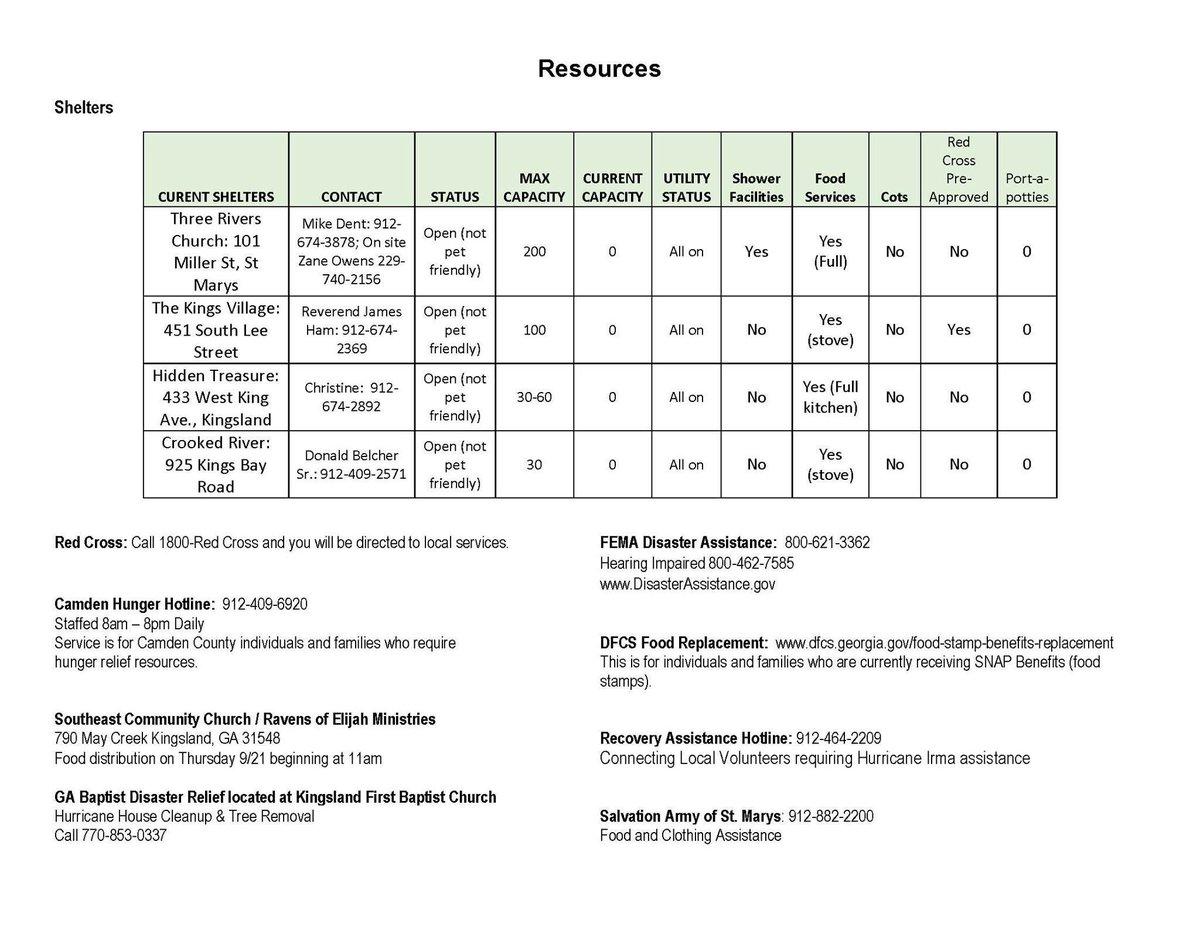 Resources
Shelters
CURENT SHELTERS
CONTACT
STATUS
MAX
CAPACITY
CURRENT
CAPACITY
UTILITY
STATUS
Shower
Facilities
Food
Services
Cots
Red
Cross
Pre-
Approved
Port-a-
potties
Three Rivers
Church: 101
Miller St, St
Marys
Mike Dent: 912-
674-3878; On site
Zane Owens 229-
740-2156
Open (not
pet
friendly)
200
0
All on
Yes
Yes
(Full)
No
No
0
The Kings Village:
451 South Lee
Street
Reverend James
Ham: 912-674-
2369
Open (not
pet
friendly)
100
0
All on
No
Yes
(stove)
No
Yes
0
Hidden Treasure:
433 West King
Ave., Kingsland
Christine:  912-
674-2892
Open (not
pet
friendly)
30-60
0
All on
No
Yes (Full
kitchen)
No
No
0
Crooked River:
925 Kings Bay
Road
Donald Belcher
Sr.: 912-409-2571
Open (not
pet
friendly)
30
0
All on
No
Yes
(stove)
No
No
0
Red Cross: Call 1800-Red Cross and you will be directed to local services.
Camden Hunger Hotline:  912-409-6920
Staffed 8am – 8pm Daily
Service is for Camden County individuals and families who require
hunger relief resources.
Southeast Community Church / Ravens of Elijah Ministries
790 May Creek Kingsland, GA 31548
Food distribution on Thursday 9/21 beginning at 11am
GA Baptist Disaster Relief located at Kingsland First Baptist Church
Hurricane House Cleanup & Tree Removal
Call 770-853-0337
FEMA Disaster Assistance:  800-621-3362
Hearing Impaired 800-462-7585
www.DisasterAssistance.gov
DFCS Food Replacement:  www.dfcs.georgia.gov/food-stamp-benefits-replacement
This is for individuals and families who are currently receiving SNAP Benefits (food
stamps).
Recovery Assistance Hotline: 912-464-2209
Connecting Local Volunteers requiring Hurricane Irma assistance
Salvation Army of St. Marys: 912-882-2200
Food and Clothing Assistance